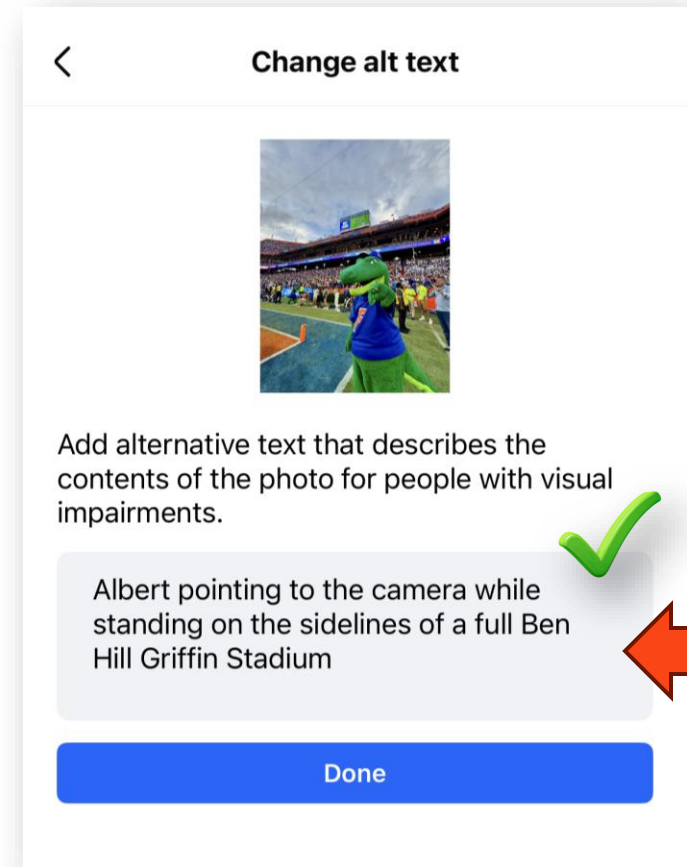 Change alt text
Add alternative text that describes the
contents of the photo for people with visual
impairments.
Albert pointing to the camera while
standing on the sidelines of a full Ben
Hill Griffin Stadium
Done